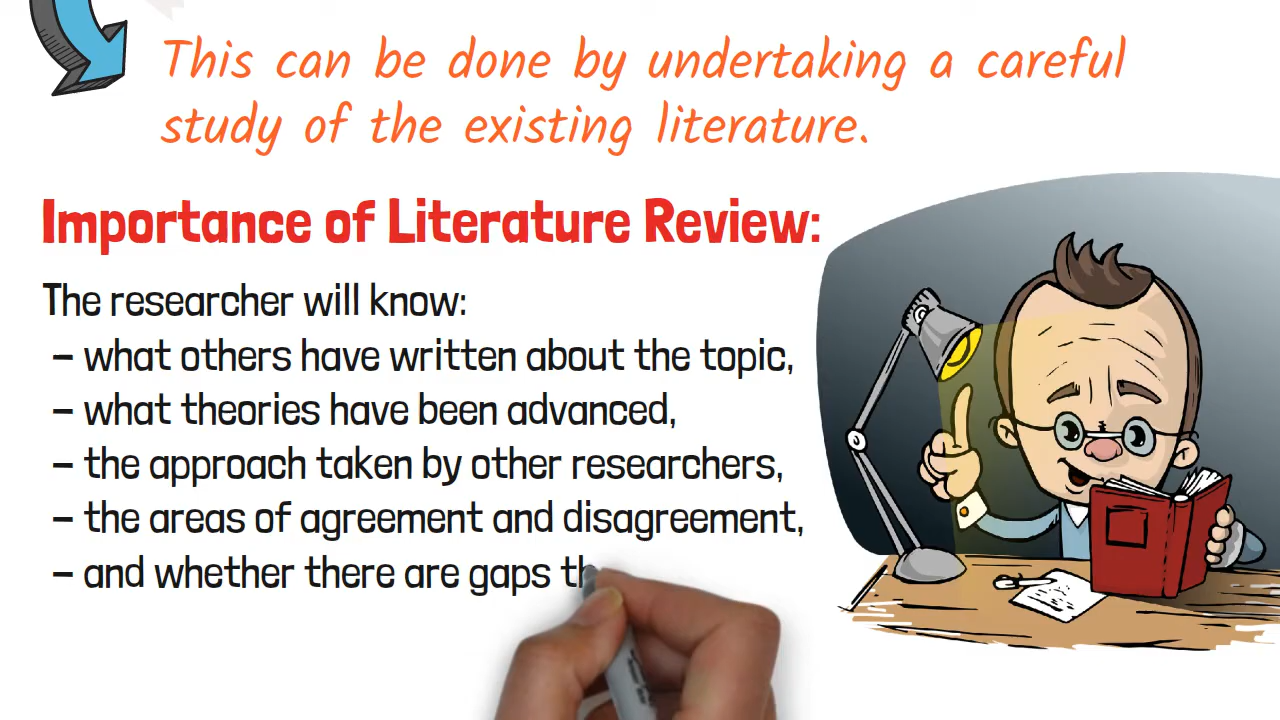 This can be done by undertaking a careful
study of the existing literature.
Importance of Literature Review:
The researcher will know:
– what others have written about the topic,
– what theories have been advanced,
– the approach taken by other researchers,
– the areas of agreement and disagreement,
– and whether there are gaps